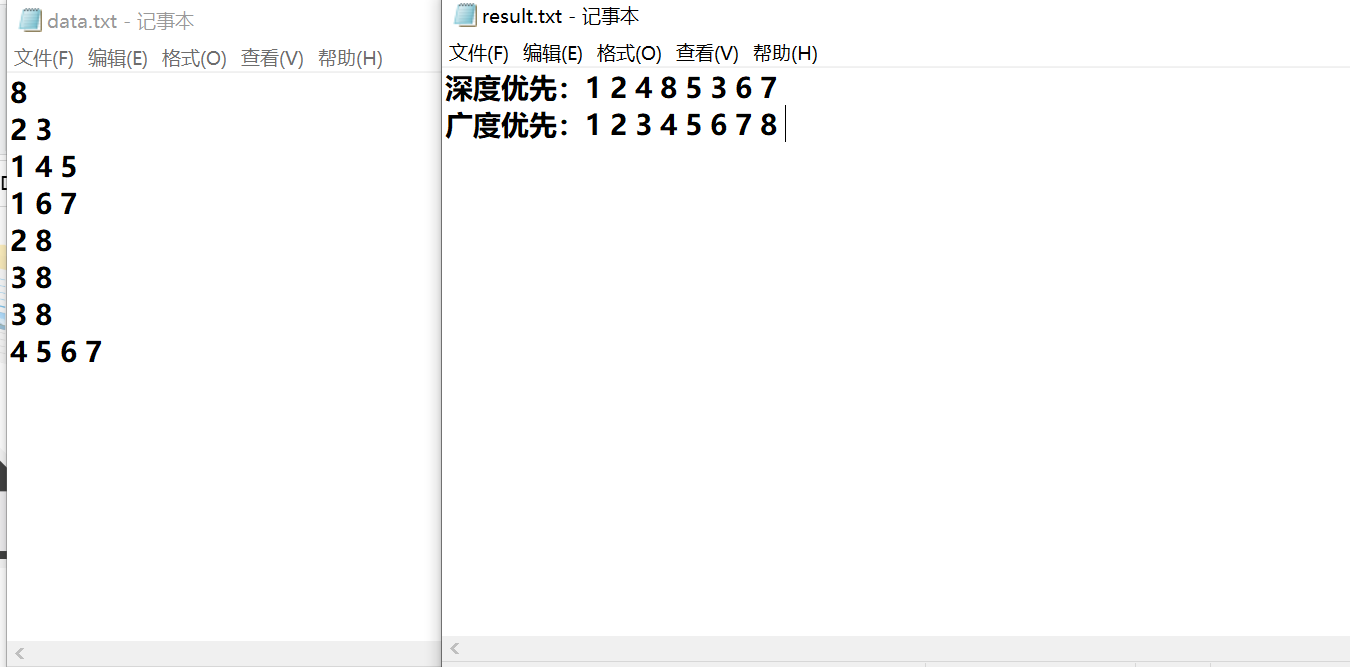 data.txt - 记事本
文件(F) 编辑(E) 格式(O) 查看(V) 帮助(H)
8
2 3
1 4 5
1 6 7
2 8
3 8
3 8
4 5 6 7
result.txt - 记事本
文件(F) 编辑(E) 格式(O) 查看(V) 帮助(H)
深度优先：1 2 4 8 5 3 6 7
广度优先：1 2 3 4 5 6 7 8